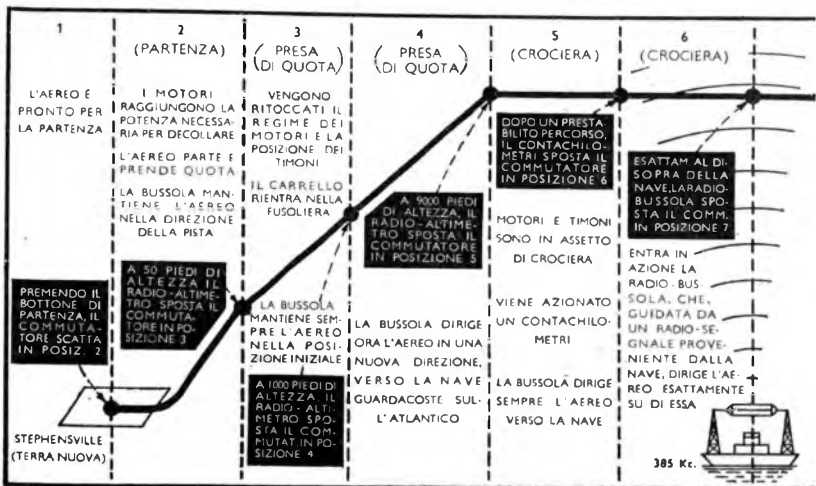 1
L'AEREO È
PRONTO PER
LA PARTENZA
PREMENDO IL
BOTTONE DI
PARTENZA, IL
COMMUTA-
TORE SCATTA
IN POSIZ. 2
STEPHENSVILLE
(TERRA NUOVA)
2
(PARTENZA)
I MOTORI
RAGGIUNGONO LA
POTENZA NECESSA-
RIA PER DECOLLARE
L'AEREO PARTE E
PRENDE QUOTA
LA BUSSOLA MAN-
TIENE L'AEREO
NELLA DIREZIONE
DELLA PISTA
A 50 PIEDI DI
ALTEZZA IL
RADIO-ALTIME-
TRO SPOSTA IL
COMMUTA-
TORE IN PO-
SIZIONE 3
3
(PRESA
DI QUOTA)
VENGONO
RITOCCATI IL
REGIME DEI
MOTORI E LA
POSIZIONE DEI
TIMONI
IL CARRELLO
RIENTRA NELLA
FUSOLIERA
LA BUSSOLA
MANTIENE SEM-
PRE L'AEREO
NELLA POSI-
ZIONE INIZIALE
A 1000 PIEDI DI
ALTEZZA, IL
RADIO-ALTI-
METRO SPO-
STA IL COM-
MUTAT. IN PO-
SIZIONE 4
4
(PRESA
DI QUOTA)
A 9000 PIEDI
DI ALTEZZA, IL
RADIO-ALTIME-
TRO SPOSTA IL
COMMUTATORE
IN POSIZIONE 5
LA BUSSOLA DIRIGE
ORA L'AEREO IN UNA
NUOVA DIREZIONE,
VERSO LA NAVE
GUARDACOSTE SUL-
L'ATLANTICO
5
(CROCIERA)
DOPO UN PRESTA-
BILITO PERCORSO,
IL CONTACHILO-
METRI SPOSTA IL
COMMUTATORE
IN POSIZIONE 6
MOTORI E TIMONI
SONO IN ASSETTO
DI CROCIERA
VIENE AZIONATO
UN CONTACHILO-
METRI
LA BUSSOLA DIRIGE
SEMPRE L'AEREO
VERSO LA NAVE
6
(CROCIERA)
ESATTAM. AL DI-
SOPRA DELLA
NAVE, LA RADIO-
BUSSOLA SPO-
STA IL COMM.
IN POSIZIONE 7
ENTRA IN
AZIONE LA
RADIO-BUS-
SOLA, CHE,
GUIDATA DA
UN RADIO-SE-
GNALE PROVE-
NIENTE DALLA
NAVE, DIRIGE L'AE-
REO ESATTAMENTE
SU DI ESSA
385 Kc.